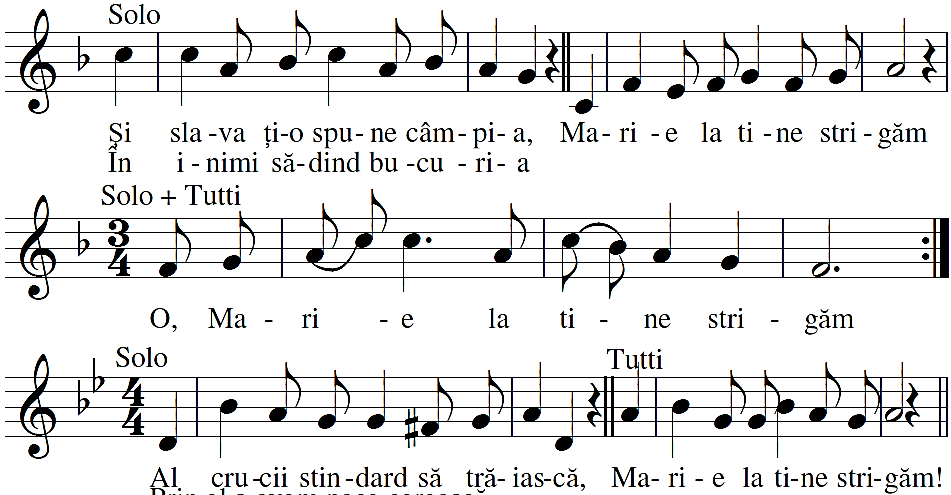 Solo
Și sla-va ți-o spu-ne câm-pi-a, Ma-ri-e la ti-ne stri-găm
În i-nimi să-dind bu-cu-ri-a
Solo + Tutti
3
4
O, Ma-ri-e la ti-ne stri-găm
Solo Tutti
4
4
Al cru-cii stin-dard să tră-ias-că, Ma-ri-e la ti-ne stri-găm!